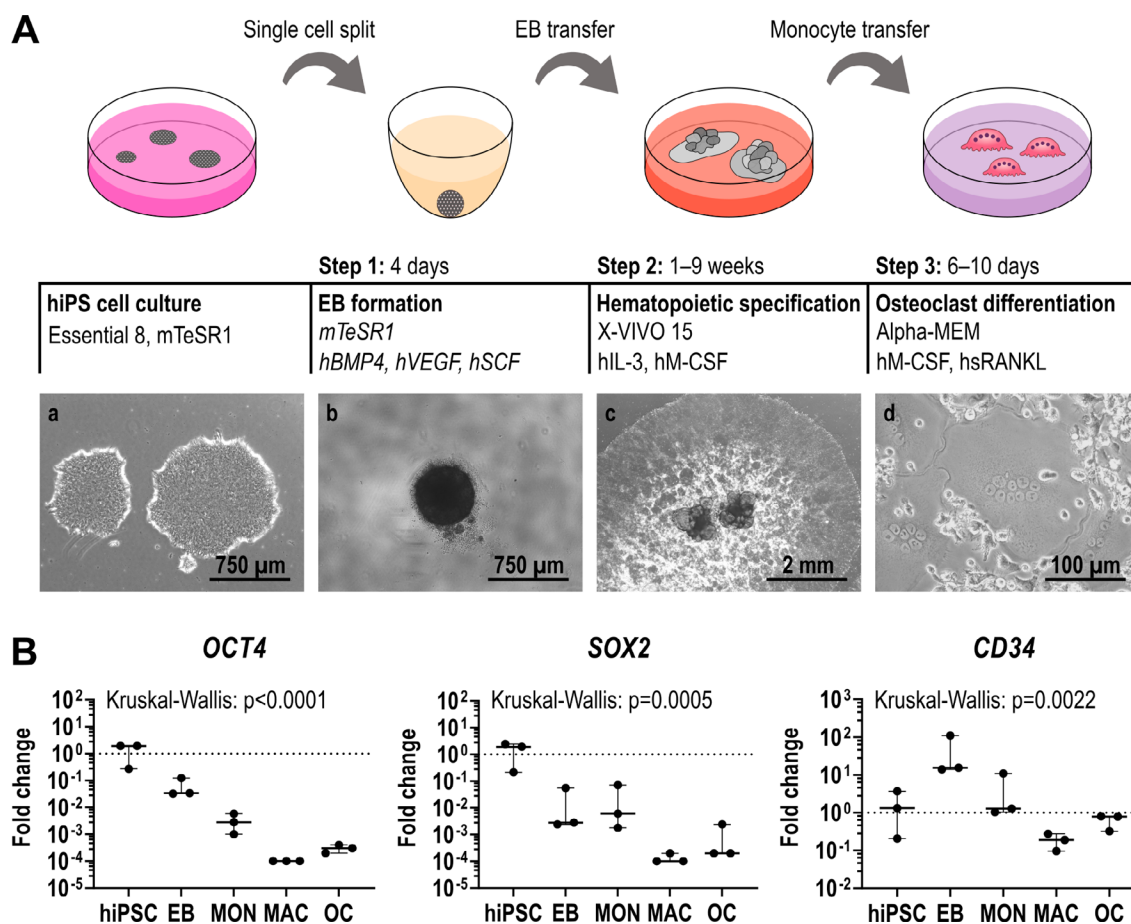 A
Single cell split
EB transfer
Monocyte transfer
Step 1: 4 days
Step 2: 1–9 weeks
Step 3: 6–10 days
hiPS cell culture
Essential 8, mTeSR1
EB formation
mTeSR1
hBMP4, hVEGF, hSCF
Hematopoietic specification
X-VIVO 15
hIL-3, hM-CSF
Osteoclast differentiation
Alpha-MEM
hM-CSF, hsRANKL
a
750 µm
b
750 µm
c
2 mm
d
100 µm
B
OCT4
Kruskal-Wallis: p<0.0001
Fold change
10²
10¹
10⁰
10⁻¹
10⁻²
10⁻³
10⁻⁴
10⁻⁵
hiPSC EB MON MAC OC
SOX2
Kruskal-Wallis: p=0.0005
Fold change
10²
10¹
10⁰
10⁻¹
10⁻²
10⁻³
10⁻⁴
10⁻⁵
hiPSC EB MON MAC OC
CD34
Kruskal-Wallis: p=0.0022
Fold change
10³
10²
10¹
10⁰
10⁻¹
10⁻²
hiPSC EB MON MAC OC